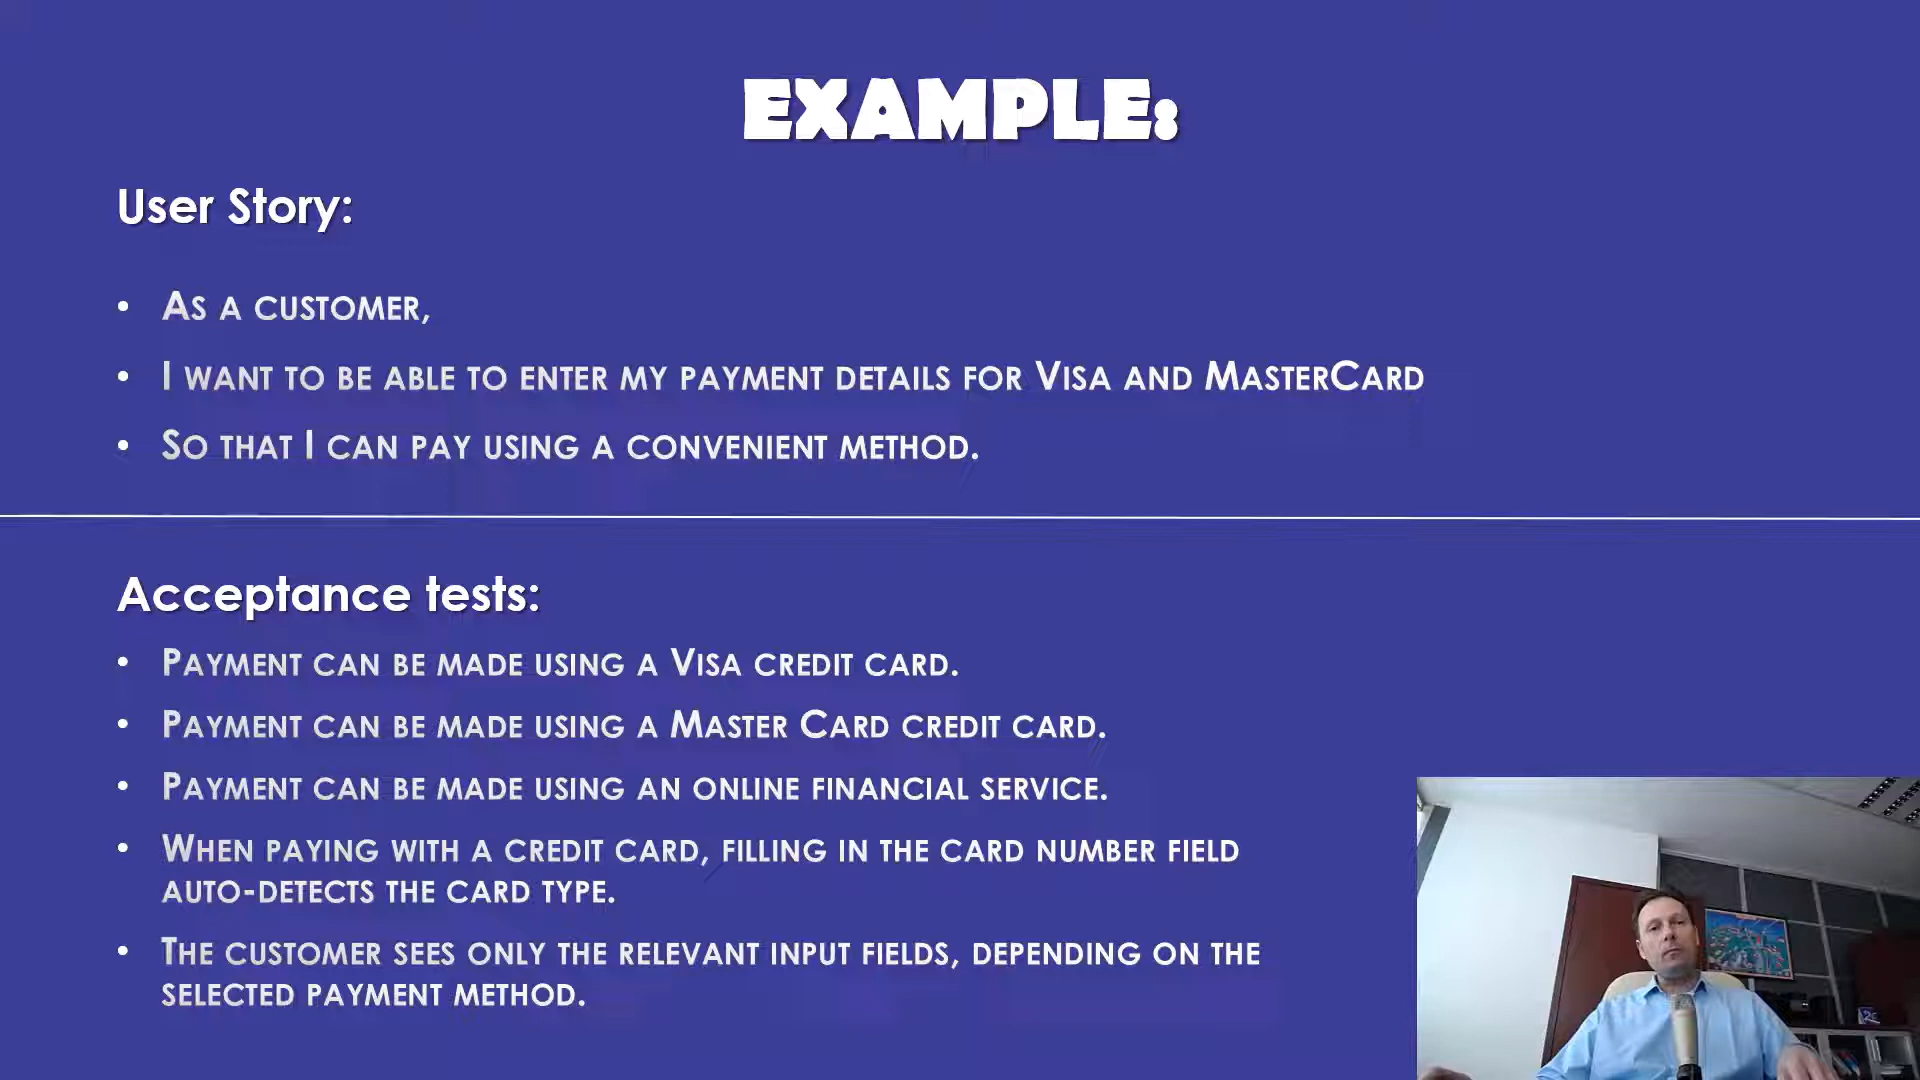 EXAMPLE:
User Story:
• As a customer,
• I want to be able to enter my payment details for Visa and MasterCard
• So that I can pay using a convenient method.
Acceptance tests:
• Payment can be made using a Visa credit card.
• Payment can be made using a Master Card credit card.
• Payment can be made using an online financial service.
• When paying with a credit card, filling in the card number field
auto-detects the card type.
• The customer sees only the relevant input fields, depending on the
selected payment method.